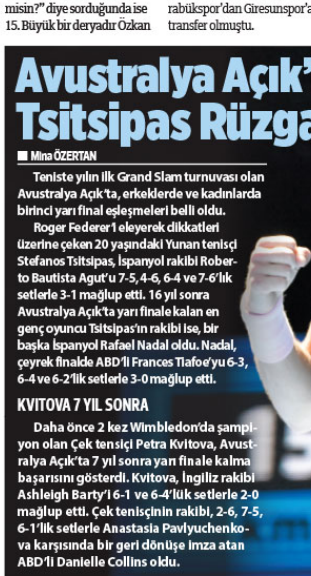 misin?" diye sorduğunda ise
15. Büyük bir deryadır Özkan
rabükspor'dan Giresunspor'a
transfer olmuştu.
Avustralya Açık'
Tsitsipas Rüzga
Mina ÖZERTAN
Teniste yılın ilk Grand Slam turnuvası olan
Avustralya Açık'ta, erkeklerde ve kadınlarda
birinci yarı final eşleşmeleri belli oldu.
Roger Federer'i eleyerek dikkatleri
üzerine çeken 20 yaşındaki Yunan tenisçi
Stefanos Tsitsipas, İspanyol rakibi Rober-
to Bautista Agut'u 7-5, 4-6, 6-4 ve 7-6'lık
setlerle 3-1 mağlup etti. 16 yıl sonra
Avustralya Açık'ta yarı finale kalan en
genç oyuncu Tsitsipas'ın rakibi ise, bir
başka İspanyol Rafael Nadal oldu. Nadal,
çeyrek finalde ABD'li Frances Tiafoe'yu 6-3,
6-4 ve 6-2'lik setlerle 3-0 mağlup etti.
KVITOVA 7 YIL SONRA
Daha önce 2 kez Wimbledon'da şampi-
yon olan Çek tensiçi Petra Kvitova, Avust-
ralya Açık'ta 7 yıl sonra yarı finale kalma
başarısını gösterdi. Kvitova, İngiliz rakibi
Ashleigh Barty'i 6-1 ve 6-4'lük setlerle 2-0
mağlup etti. Çek tenisçinin rakibi, 2-6, 7-5,
6-1'lik setlerle Anastasia Pavlyuchenko-
va karşısında bir geri dönüşe imza atan
ABD'li Danielle Collins oldu.